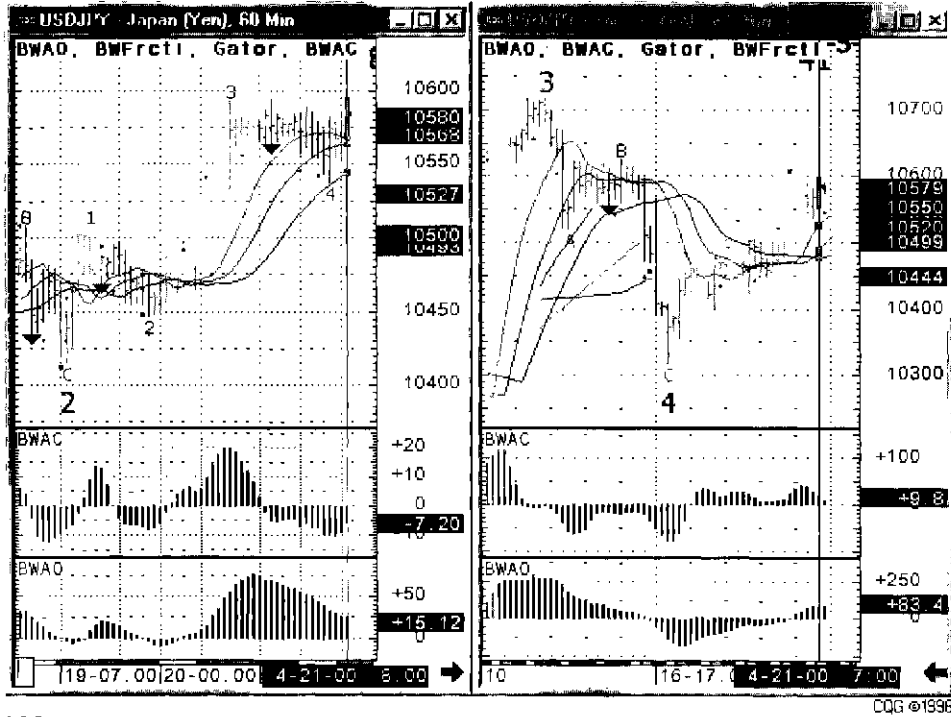 USDJPY - Japan (Yen), 60 Min
BWAO, BWFrctl, Gator, BWAC
10600
10580
10568
10550
10527
10500
10493
10450
10400
B
1
3
4
2
C
2
BWAC
+20
+10
0
-7.20
-10
BWAO
+50
+15.12
0
19-07.00 20-00.00 4-21-00 8:00
BWAO, BWAC, Gator, BWFrctl
3
10700
10600
10579
10550
10520
10499
10444
10400
10300
B
A
C
4
BWAC
+100
+9.8
BWAO
+250
+83.4
0
10 16-17.0 4-21-00 7:00